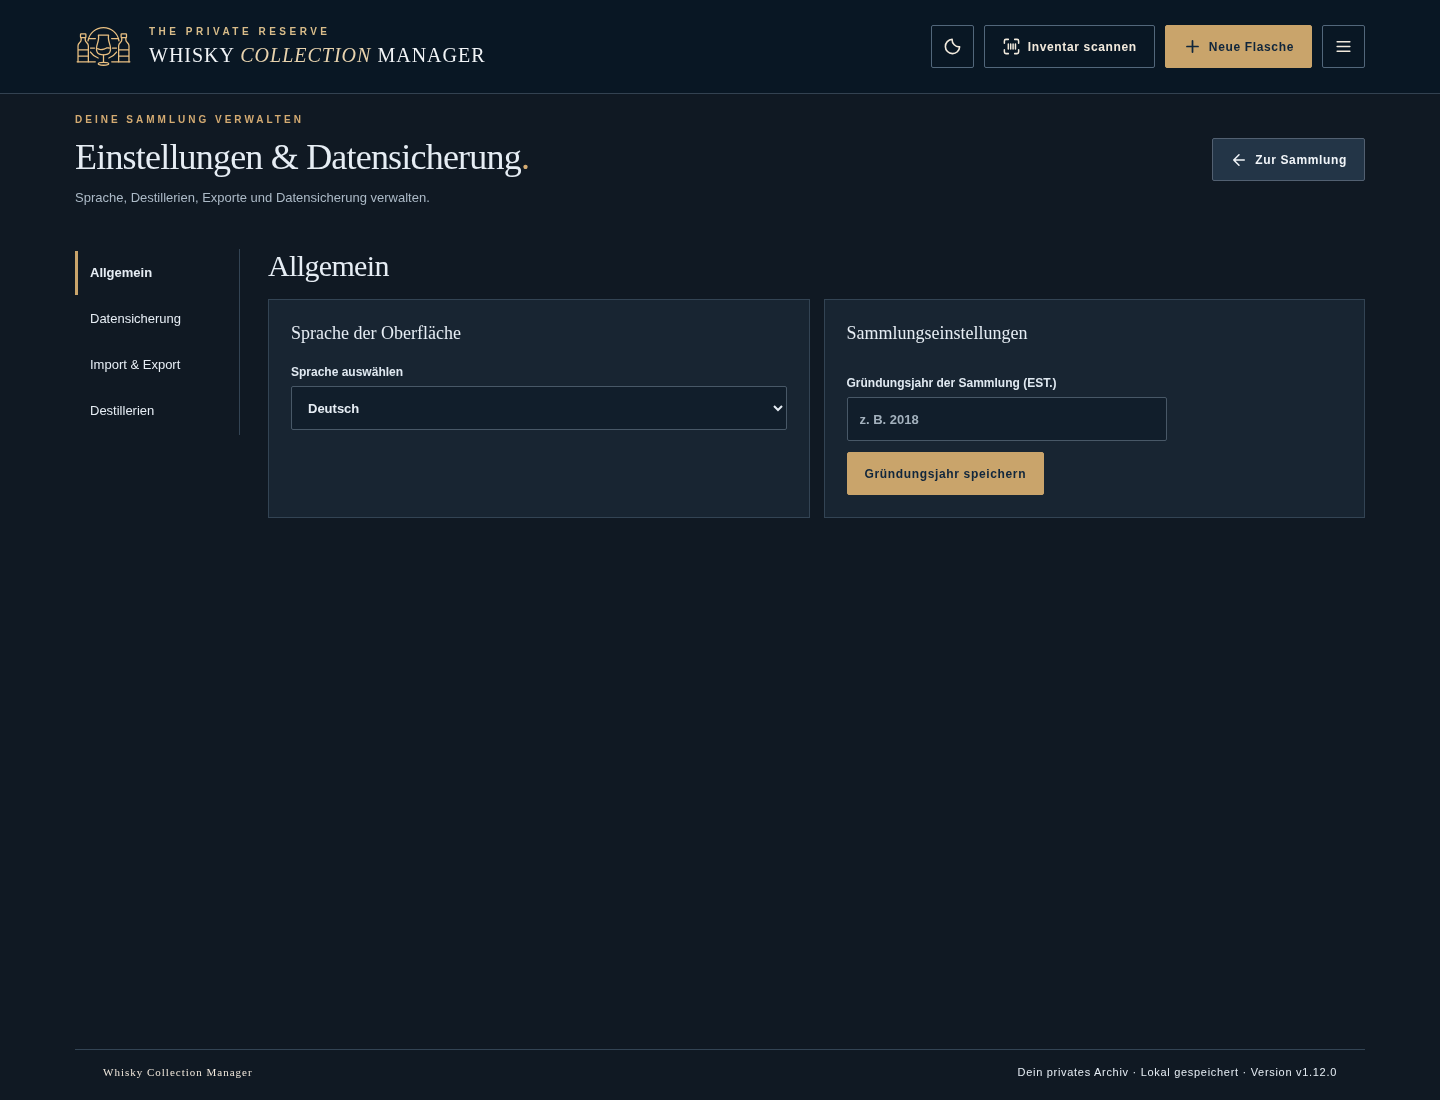 THE PRIVATE RESERVE
WHISKY COLLECTION MANAGER
Inventar scannen
Neue Flasche
DEINE SAMMLUNG VERWALTEN
Einstellungen & Datensicherung.
Zur Sammlung
Sprache, Destillerien, Exporte und Datensicherung verwalten.
Allgemein
Datensicherung
Import & Export
Destillerien
Allgemein
Sprache der Oberfläche
Sprache auswählen
Deutsch
Sammlungseinstellungen
Gründungsjahr der Sammlung (EST.)
z. B. 2018
Gründungsjahr speichern
Whisky Collection Manager
Dein privates Archiv · Lokal gespeichert · Version v1.12.0